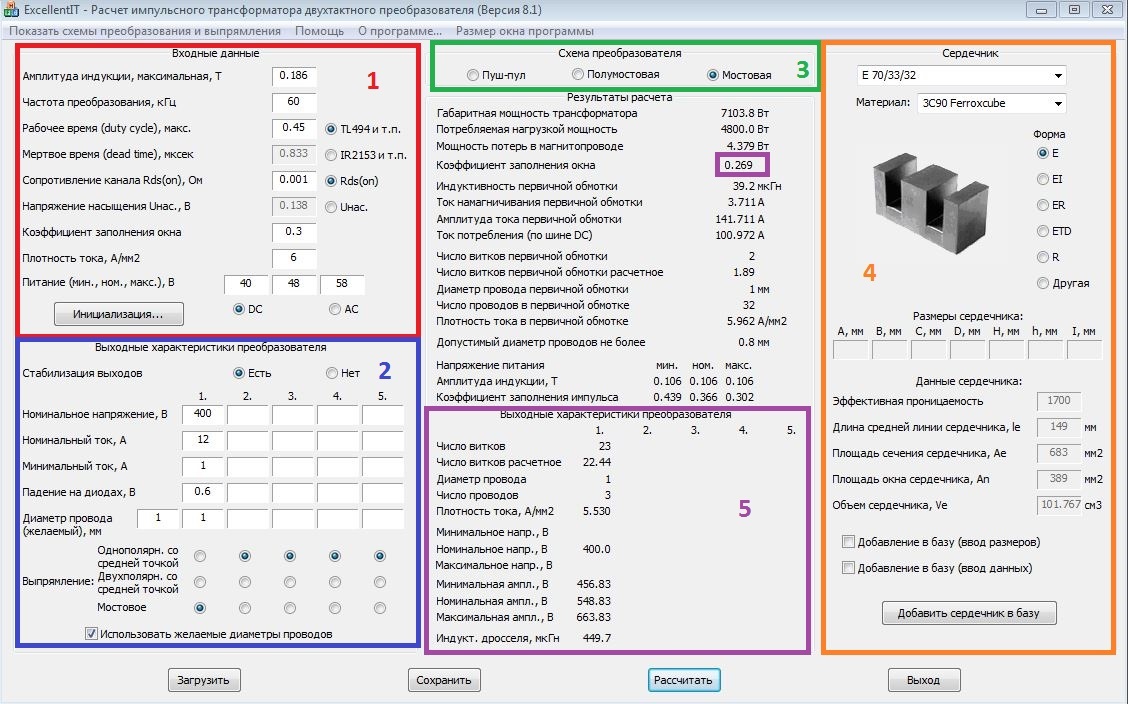 ExcellentIT - Расчет импульсного трансформатора двухтактного преобразователя (Версия 8.1)
Показать схемы преобразования и выпрямления Помощь О программе... Размер окна программы
Входные данные
Амплитуда индукции, максимальная, Т 0.186
1
Частота преобразования, кГц 60
Рабочее время (duty cycle), макс. 0.45 TL494 и т.п.
Мертвое время (dead time), мксек 0.833 IR2153 и т.п.
Сопротивление канала Rds(on), Ом 0.001 Rds(on)
Напряжение насыщения Uнас., В 0.138 Uнас.
Коэффициент заполнения окна 0.3
Плотность тока, А/мм2 6
Питание (мин., ном., макс.), В 40 48 58
Инициализация... DC AC
Выходные характеристики преобразователя
Стабилизация выходов Есть Нет 2
1. 2. 3. 4. 5.
Номинальное напряжение, В 400
Номинальный ток, А 12
Минимальный ток, А 1
Падение на диодах, В 0.6
Диаметр провода 1 1
(желаемый), мм
Однополярн. со
средней точкой
Выпрямление: Двухполярн. со
средней точкой
Мостовое
Использовать желаемые диаметры проводов
Схема преобразователя
Пуш-пул Полумостовая Мостовая 3
Результаты расчета
Габаритная мощность трансформатора 7103.8 Вт
Потребляемая нагрузкой мощность 4800.0 Вт
Мощность потерь в магнитопроводе 4.379 Вт
Коэффициент заполнения окна 0.269
Индуктивность первичной обмотки 39.2 мкГн
Ток намагничивания первичной обмотки 3.711 А
Амплитуда тока первичной обмотки 141.711 А
Ток потребления (по шине DC) 100.972 А
Число витков первичной обмотки 2
Число витков первичной обмотки расчетное 1.89
Диаметр провода первичной обмотки 1 мм
Число проводов в первичной обмотке 32
Плотность тока в первичной обмотке 5.962 А/мм2
Допустимый диаметр проводов не более 0.8 мм
Напряжение питания мин. ном. макс.
Амплитуда индукции, Т 0.106 0.106 0.106
Коэффициент заполнения импульса 0.439 0.366 0.302
Выходные характеристики преобразователя
1. 2. 3. 4. 5.
Число витков 23
Число витков расчетное 22.44
Диаметр провода 1
Число проводов 3
Плотность тока, А/мм2 5.530
5
Минимальное напр., В
Номинальное напр., В 400.0
Максимальное напр., В
Минимальная ампл., В 456.83
Номинальная ампл., В 548.83
Максимальная ампл., В 663.83
Индукт. дросселя, мкГн 449.7
Сердечник
E 70/33/32
Материал: 3C90 Ferroxcube
Форма
E
EI
ER
ETD
R
Другая
4
Размеры сердечника:
A, мм B, мм C, мм D, мм H, мм h, мм I, мм
Данные сердечника:
Эффективная проницаемость 1700
Длина средней линии сердечника, le 149 мм
Площадь сечения сердечника, Ae 683 мм2
Площадь окна сердечника, An 389 мм2
Объем сердечника, Ve 101.767 см3
Добавление в базу (ввод размеров)
Добавление в базу (ввод данных)
Добавить сердечник в базу
Загрузить Сохранить Рассчитать Выход